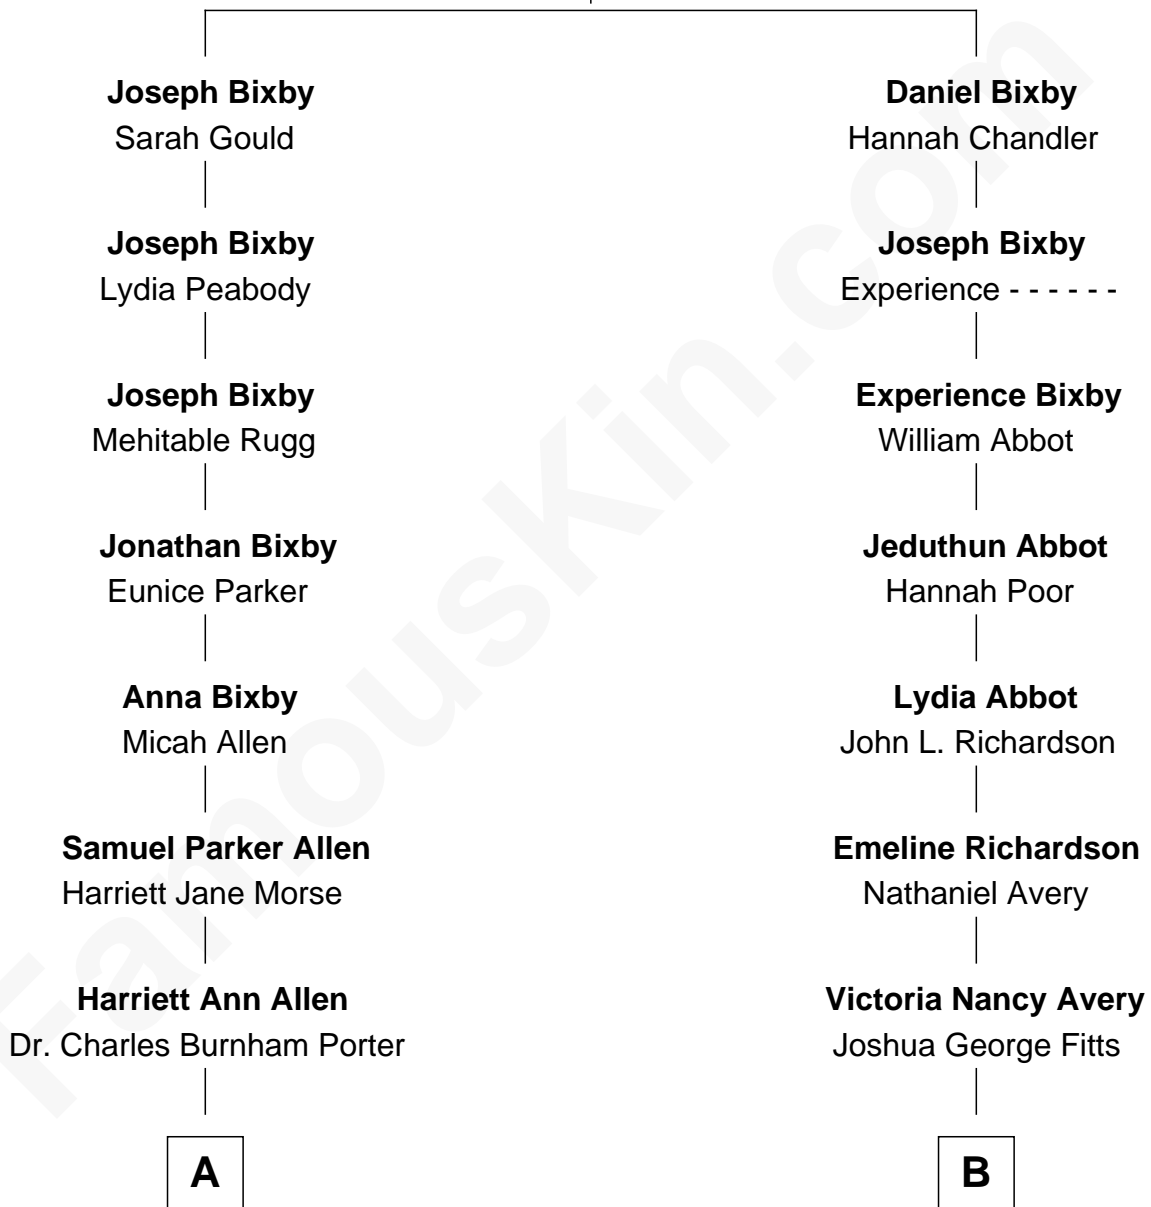 Joseph Bixby
Sarah Gould
Joseph Bixby
Lydia Peabody
Joseph Bixby
Mehitable Rugg
Jonathan Bixby
Eunice Parker
Anna Bixby
Micah Allen
Samuel Parker Allen
Harriett Jane Morse
Harriett Ann Allen
Dr. Charles Burnham Porter
A
Daniel Bixby
Hannah Chandler
Joseph Bixby
Experience - - - - - -
Experience Bixby
William Abbot
Jeduthun Abbot
Hannah Poor
Lydia Abbot
John L. Richardson
Emeline Richardson
Nathaniel Avery
Victoria Nancy Avery
Joshua George Fitts
B
FamousKin.com